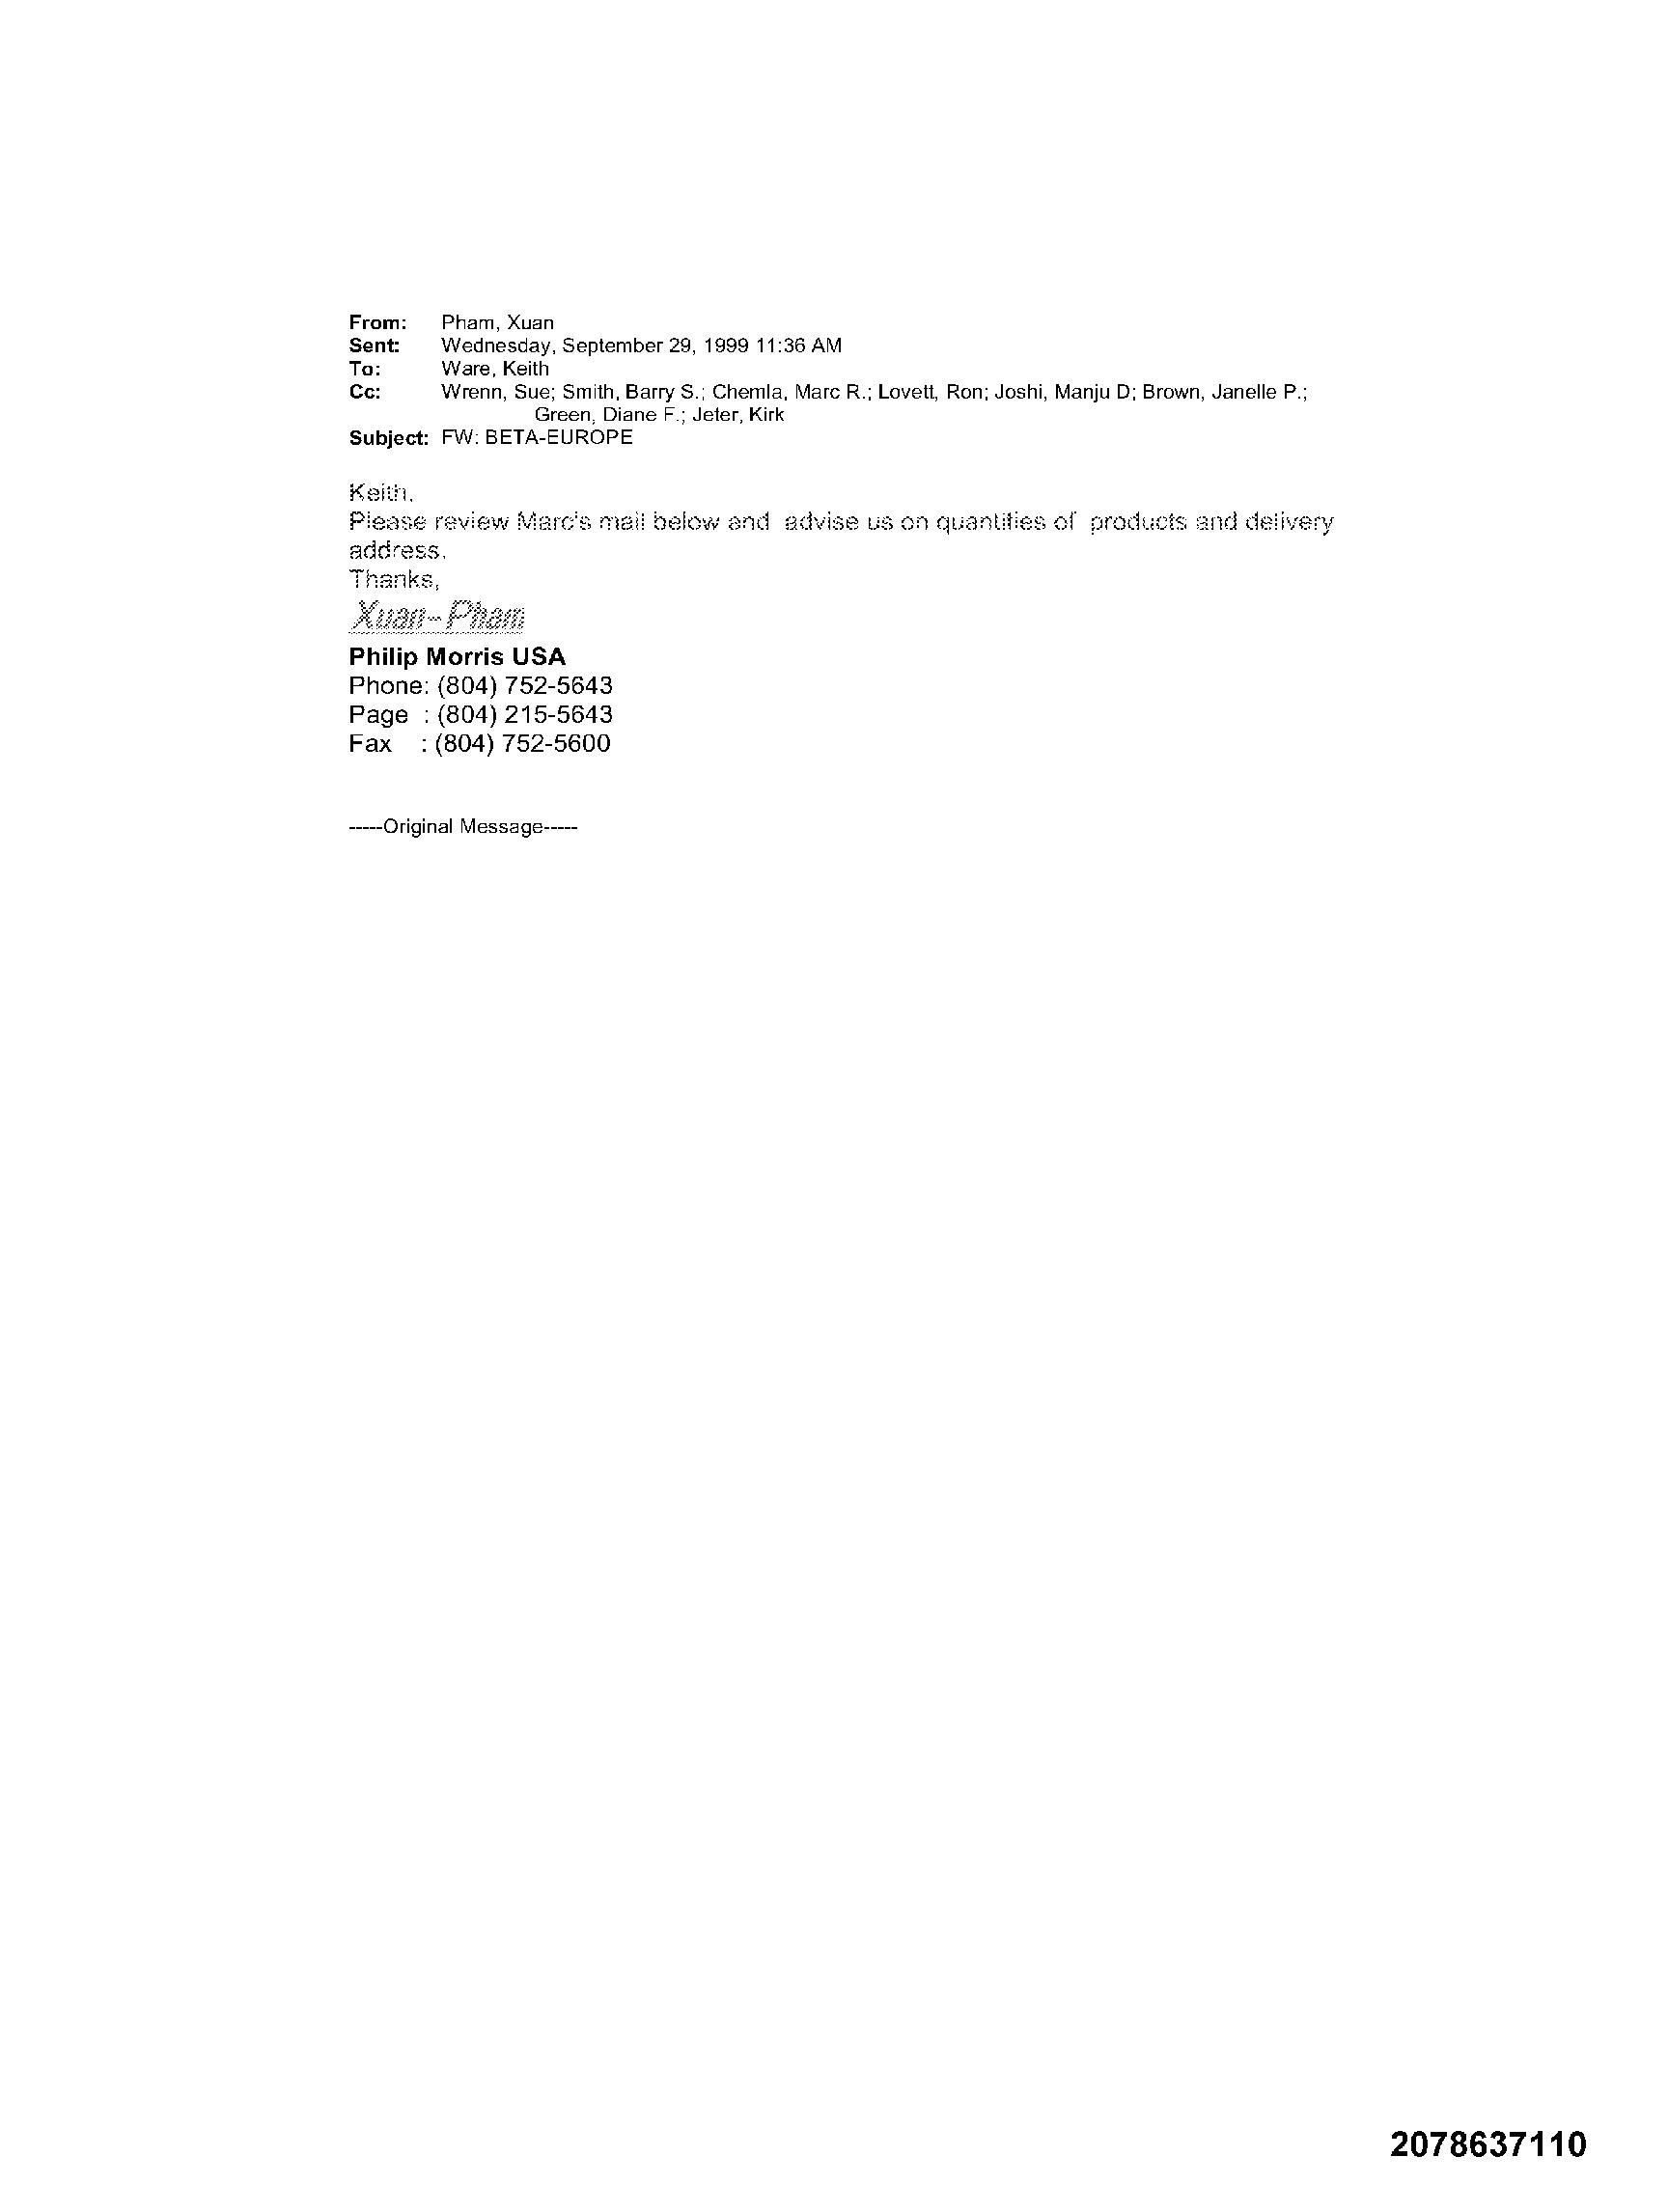 From: Pham, Xuan
Sent: Wednesday, September 29, 1999 11:36 AM
To: Ware, Keith
Cc: Wrenn, Sue; Smith, Barry S.; Chemla, Marc R.; Lovett, Ron; Joshi, Manju D; Brown, Janelle P.;
Green, Diane F.; Jeter, Kirk
Subject: FW: BETA-EUROPE
Keith,
Please review Marc's mail below and advise us on quantities of products and delivery
address.
Thanks,
Xuan-Pham
Philip Morris USA
Phone: (804) 752-5643
Page : (804) 215-5643
Fax : (804) 752-5600
-----Original Message-----
2078637110